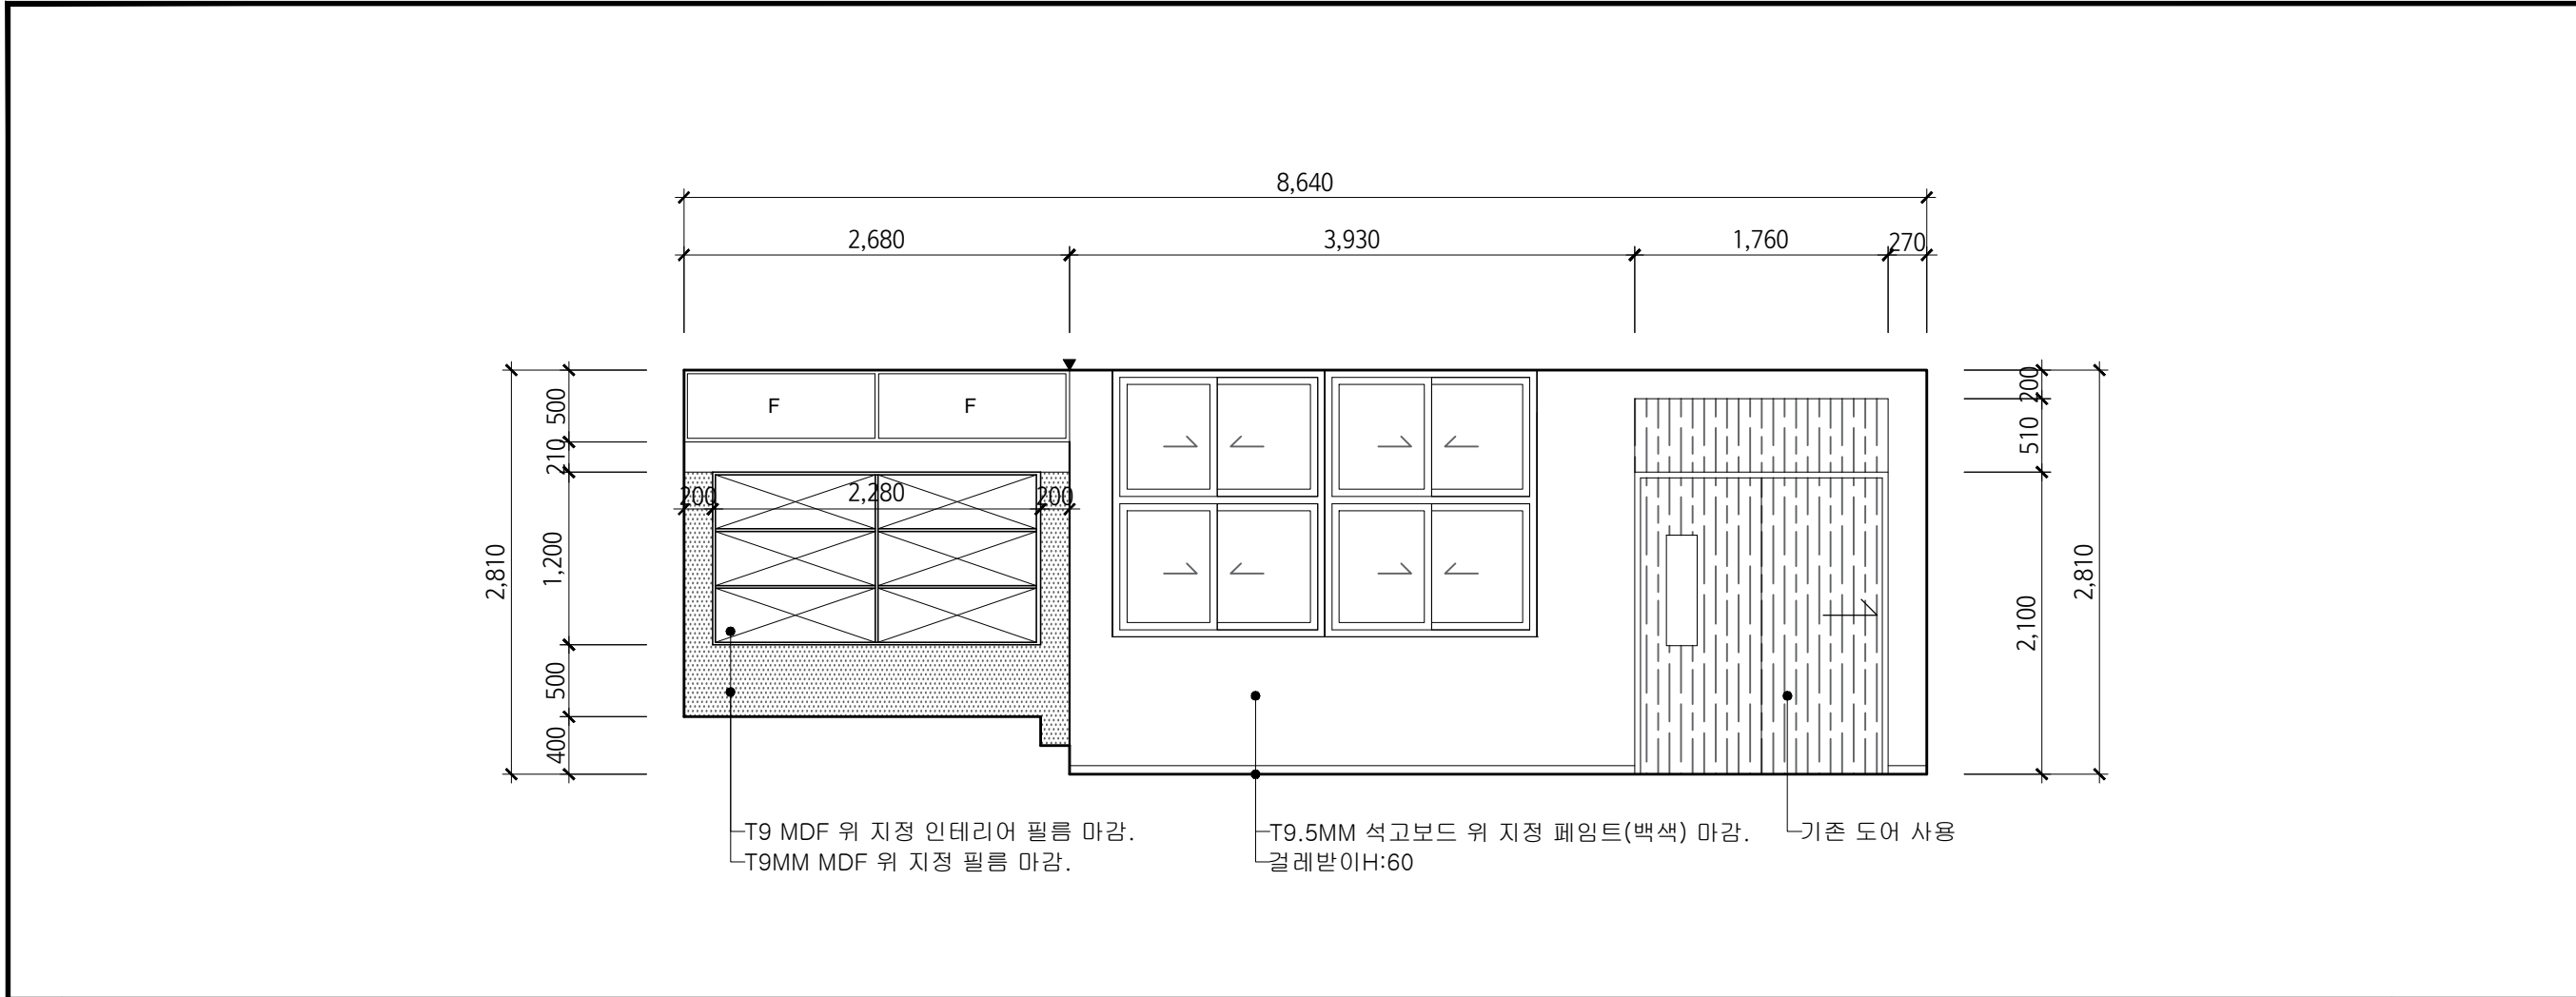 8,640
2,680
3,930
1,760
270
F
F
200
2,280
200
2,810
500
210
1,200
500
400
200
510
2,100
2,810
T9 MDF 위 지정 인테리어 필름 마감.
T9MM MDF 위 지정 필름 마감.
T9.5MM 석고보드 위 지정 페임트(백색) 마감.
걸레받이H:60
기존 도어 사용